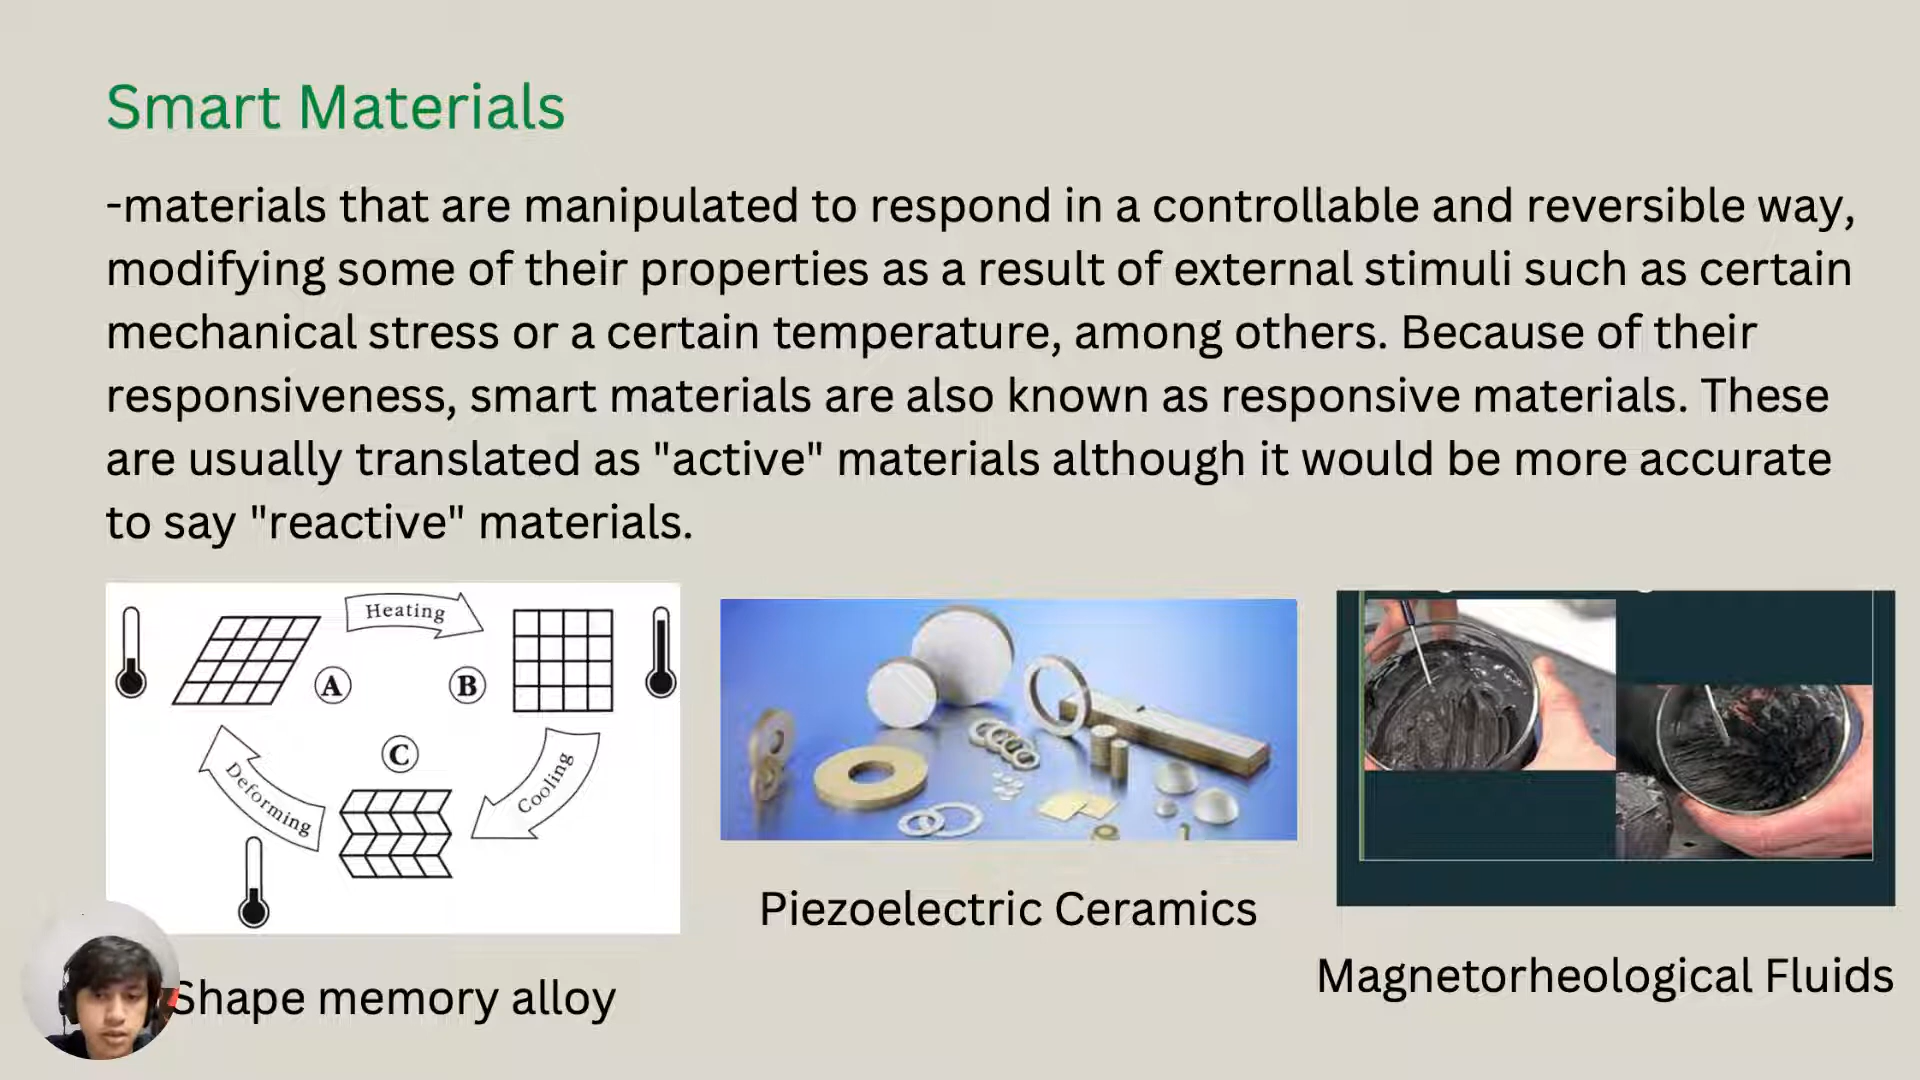 Smart Materials
-materials that are manipulated to respond in a controllable and reversible way,
modifying some of their properties as a result of external stimuli such as certain
mechanical stress or a certain temperature, among others. Because of their
responsiveness, smart materials are also known as responsive materials. These
are usually translated as "active" materials although it would be more accurate
to say "reactive" materials.
Heating
A
B
C
Deforming
Cooling
Shape memory alloy
Piezoelectric Ceramics
Magnetorheological Fluids